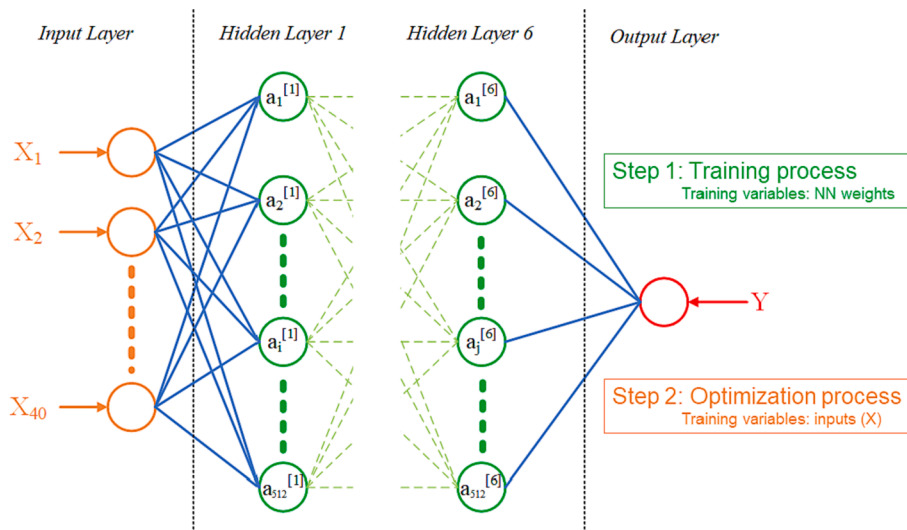 Input Layer
Hidden Layer 1
Hidden Layer 6
Output Layer
a₁[1]
a₁[6]
X₁
Step 1: Training process
Training variables: NN weights
a₂[1]
a₂[6]
X₂
Y
aᵢ[1]
aⱼ[6]
X₄₀
Step 2: Optimization process
Training variables: inputs (X)
a₅₁₂[1]
a₅₁₂[6]